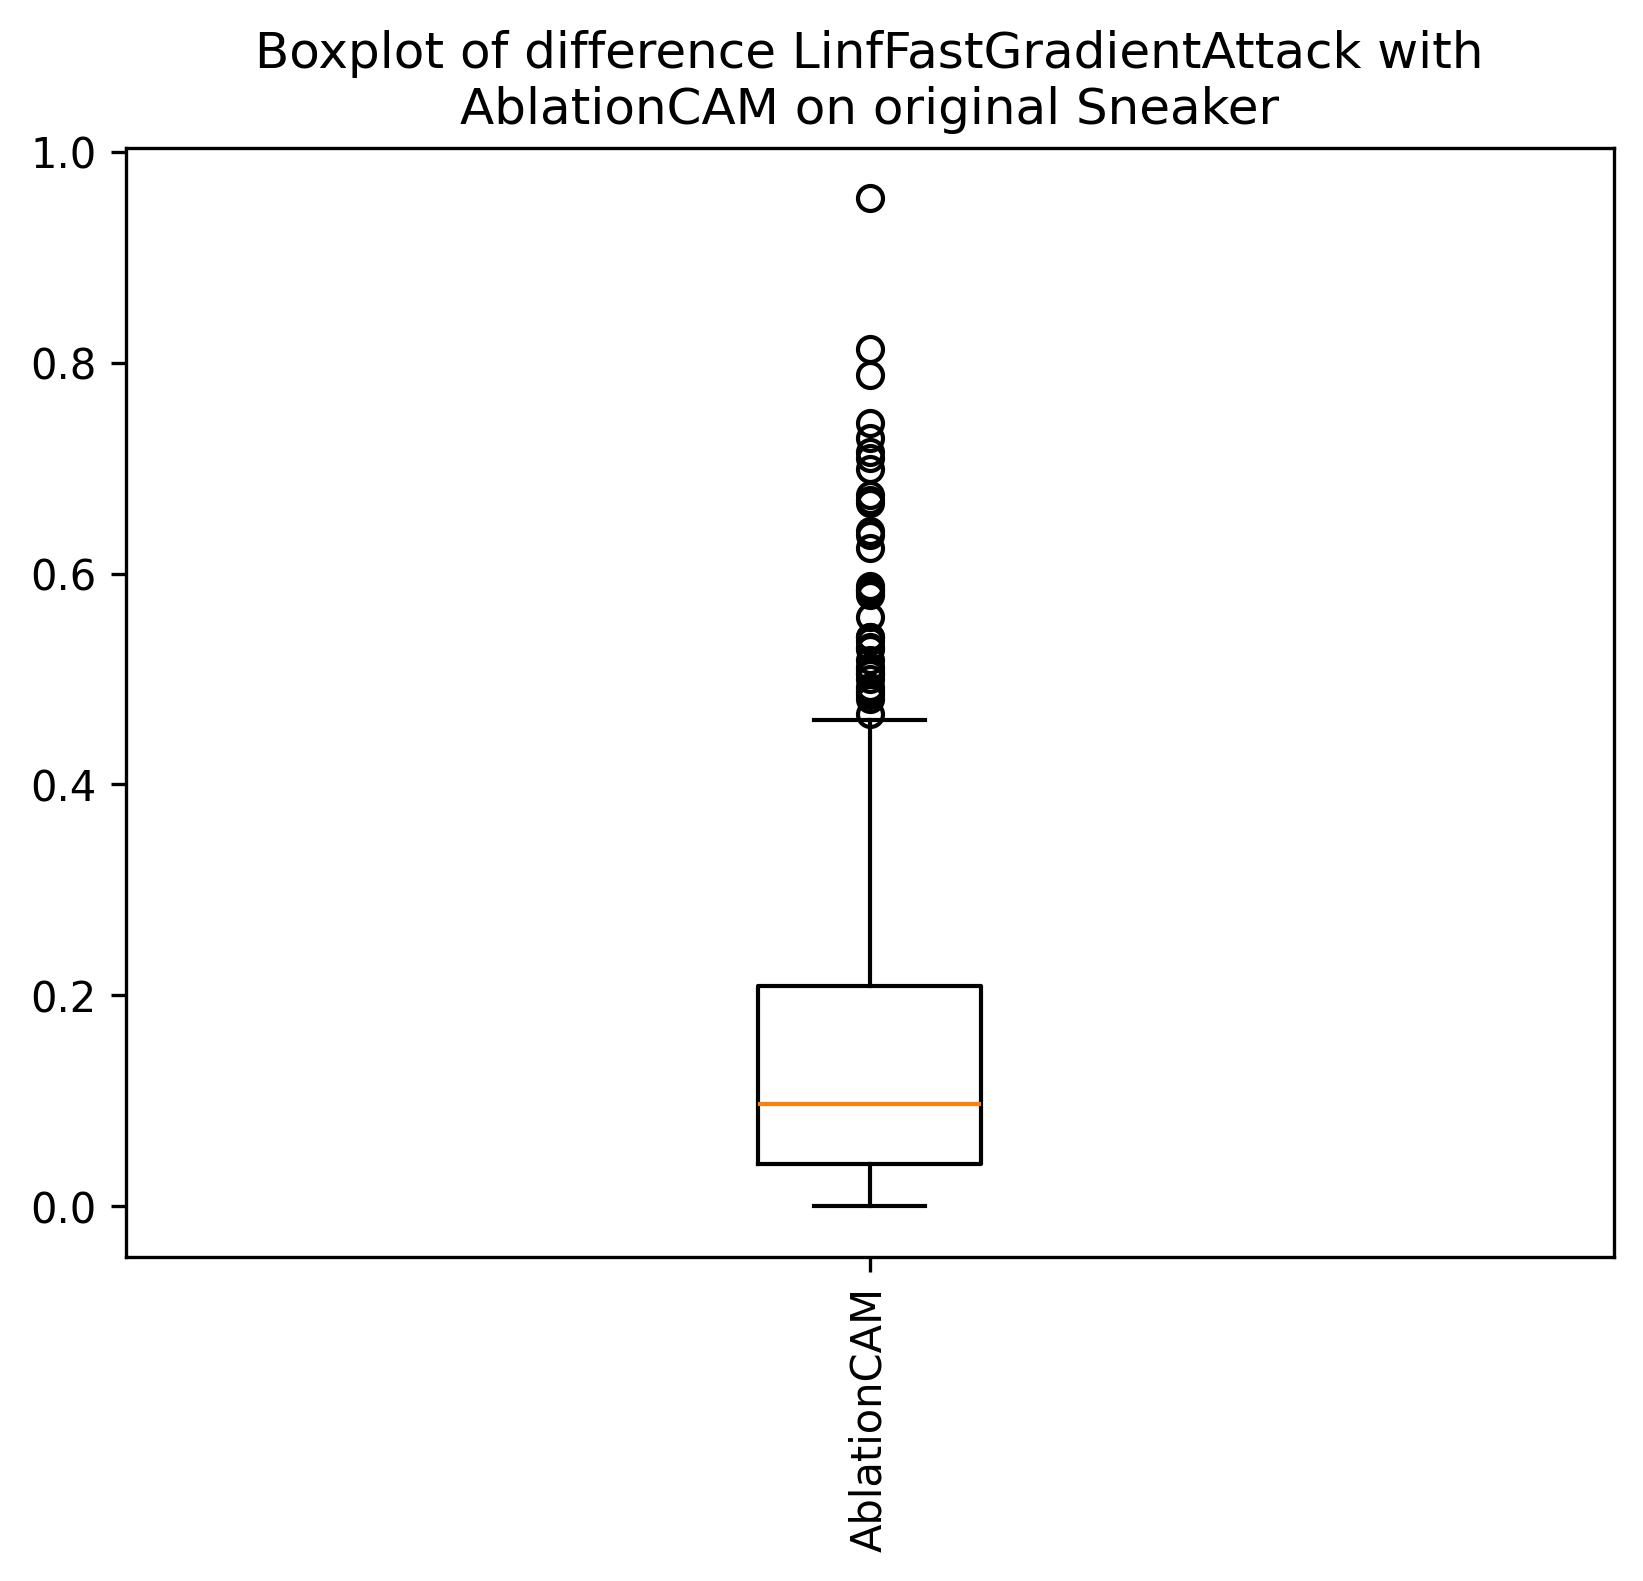 Boxplot of difference LinfFastGradientAttack with
AblationCAM on original Sneaker
1.0
0.8
0.6
0.4
0.2
0.0
AblationCAM